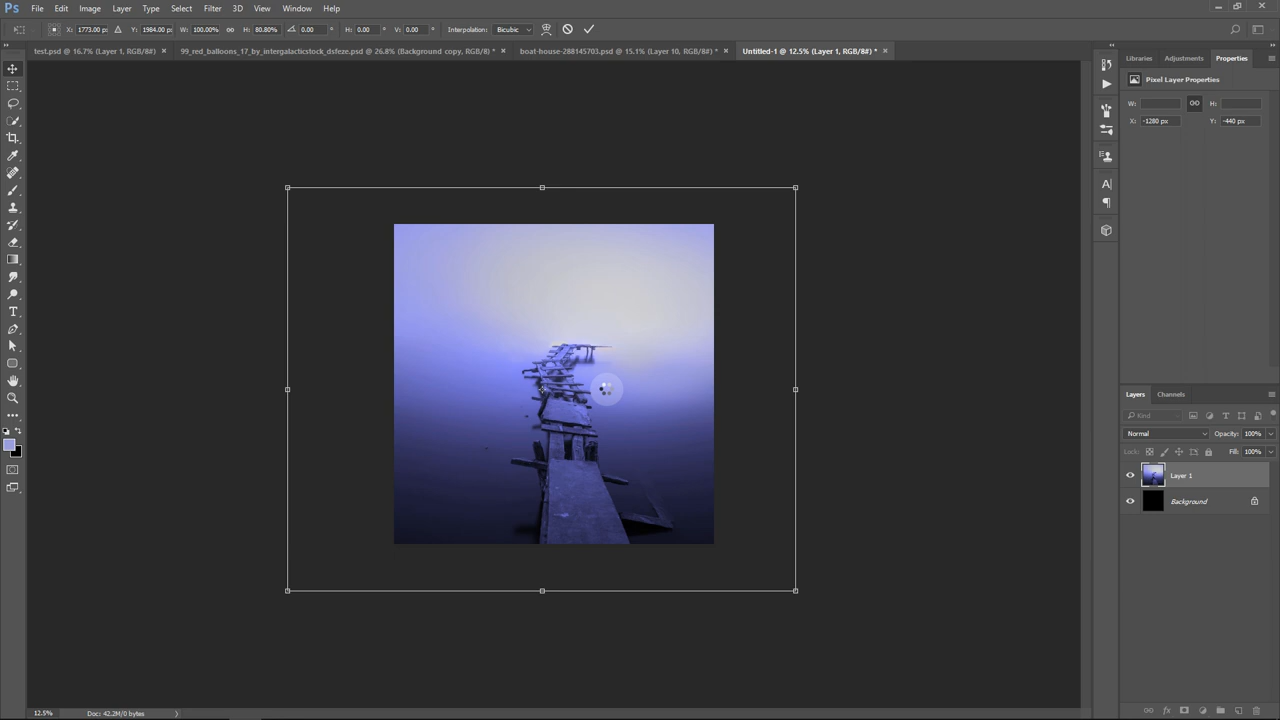 Ps File Edit Image Layer Type Select Filter 3D View Window Help
X: 1773.00 px Y: 1984.00 px W: 100.00% H: 80.80% 0.00 ° H: 0.00 ° V: 0.00 ° Interpolation: Bicubic
test.psd @ 16.7% (Layer 1, RGB/8#) × 99_red_balloons_17_by_intergalacticstock_dsfeze.psd @ 26.8% (Background copy, RGB/8) * × boat-house-288145703.psd @ 15.1% (Layer 10, RGB/8#) * × Untitled-1 @ 12.5% (Layer 1, RGB/8#) * ×
Libraries Adjustments Properties
Pixel Layer Properties
W: H:
X: -1280 px Y: -440 px
Layers Channels
Kind
Normal Opacity: 100%
Lock: Fill: 100%
Layer 1
Background
12.5% Doc: 42.2M/0 bytes